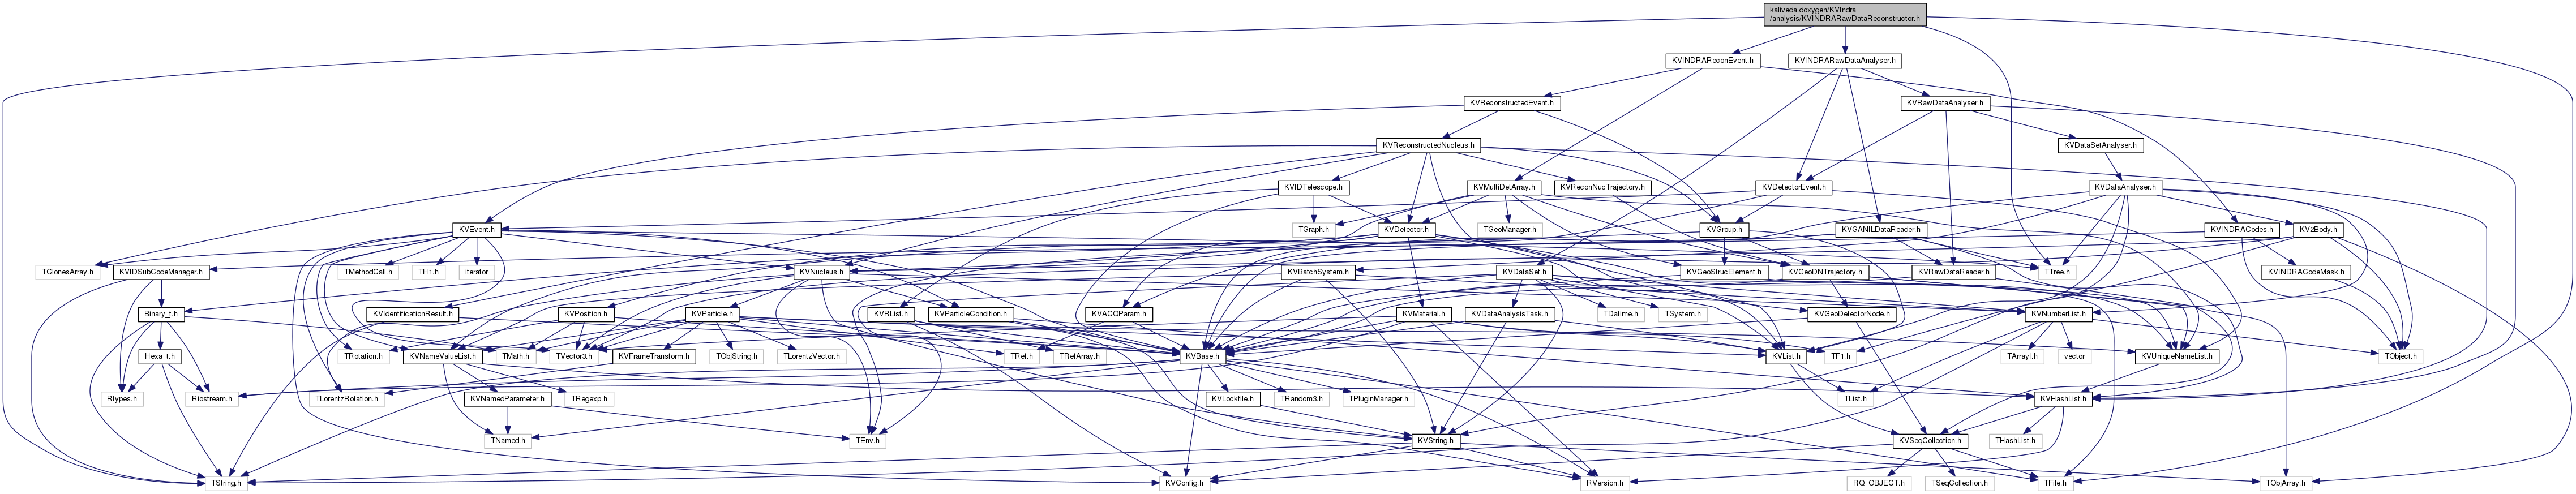 kaliveda.doxygen/KVIndra
/analysis/KVINDRARawDataReconstructor.h
KVINDRAReconEvent.h
KVINDRARawDataAnalyser.h
KVReconstructedEvent.h
KVRawDataAnalyser.h
KVReconstructedNucleus.h
KVDataSetAnalyser.h
KVIDTelescope.h
KVMultiDetArray.h
KVReconNucTrajectory.h
KVDetectorEvent.h
KVDataAnalyser.h
KVEvent.h
TGraph.h
KVDetector.h
TGeoManager.h
KVGroup.h
KVGANILDataReader.h
KVINDRACodes.h
KV2Body.h
TClonesArray.h
KVIDSubCodeManager.h
TMethodCall.h
TH1.h
iterator
KVNucleus.h
KVBatchSystem.h
KVDataSet.h
KVGeoStrucElement.h
KVGeoDNTrajectory.h
KVRawDataReader.h
TTree.h
KVINDRACodeMask.h
Binary_t.h
KVIdentificationResult.h
KVPosition.h
KVParticle.h
KVRList.h
KVParticleCondition.h
KVACQParam.h
KVMaterial.h
KVDataAnalysisTask.h
TDatime.h
TSystem.h
KVGeoDetectorNode.h
KVNumberList.h
Hexa_t.h
TRotation.h
KVNameValueList.h
TMath.h
TVector3.h
KVFrameTransform.h
TObjString.h
TLorentzVector.h
TRef.h
TRefArray.h
KVBase.h
KVList.h
TF1.h
TArrayI.h
vector
KVUniqueNameList.h
TObject.h
Rtypes.h
Riostream.h
TLorentzRotation.h
KVNamedParameter.h
TRegexp.h
KVLockfile.h
TRandom3.h
TPluginManager.h
TList.h
KVHashList.h
TNamed.h
TEnv.h
KVString.h
KVSeqCollection.h
THashList.h
TString.h
KVConfig.h
RVersion.h
RQ_OBJECT.h
TSeqCollection.h
TFile.h
TObjArray.h